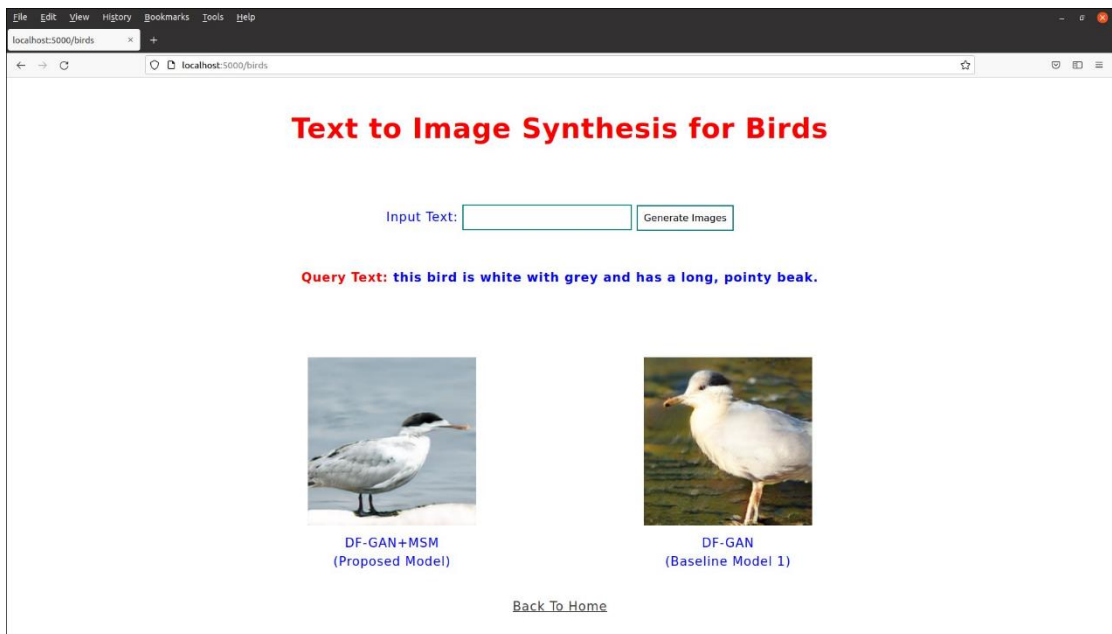 File Edit View History Bookmarks Tools Help
localhost:5000/birds
localhost:5000/birds
Text to Image Synthesis for Birds
Input Text: Generate Images
Query Text: this bird is white with grey and has a long, pointy beak.
DF-GAN+MSM
(Proposed Model)
DF-GAN
(Baseline Model 1)
Back To Home